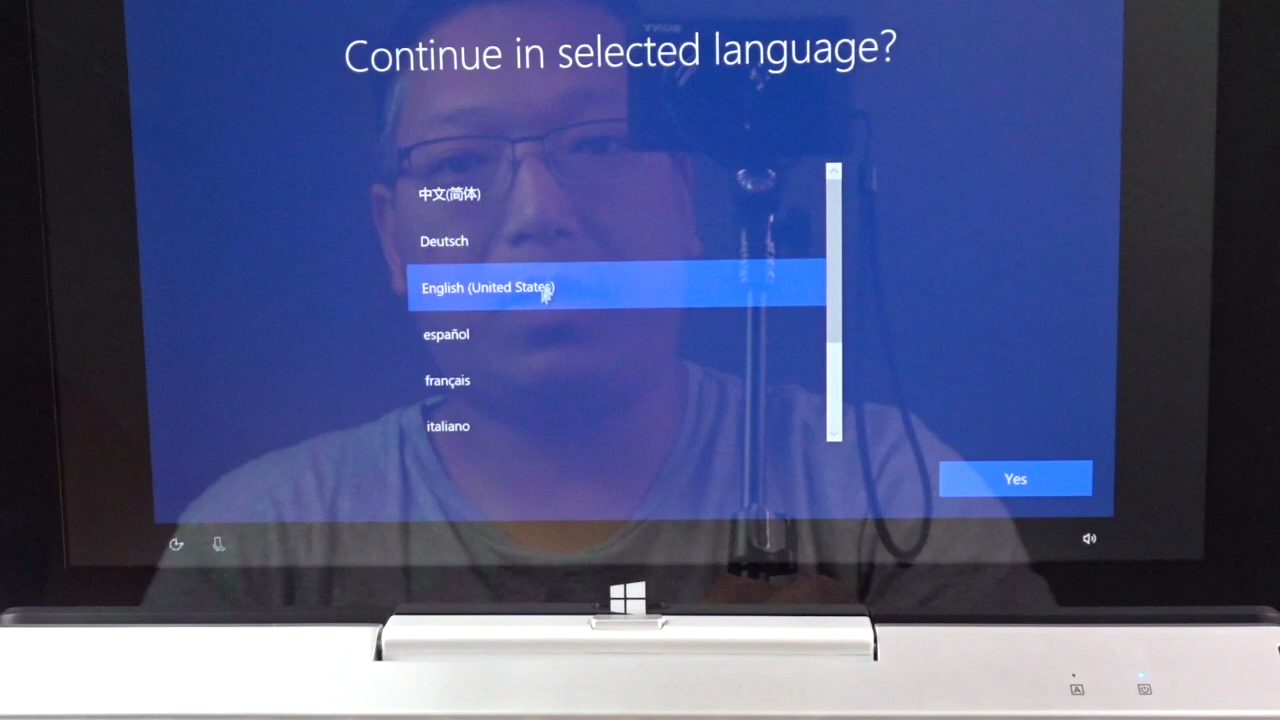 Continue in selected language?
中文(简体)
Deutsch
English (United States)
español
français
italiano
Yes
A